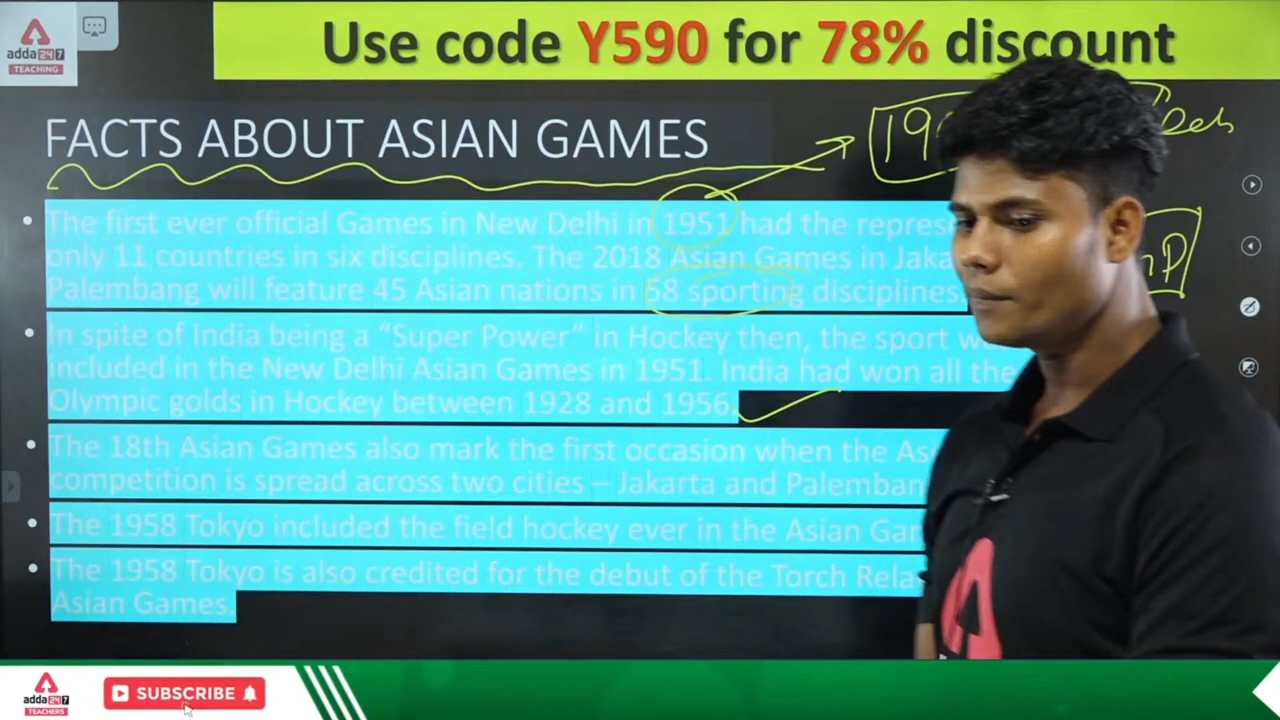 Use code Y590 for 78% discount
adda247
TEACHING
FACTS ABOUT ASIAN GAMES
The first ever official Games in New Delhi in 1951 had the
only 11 countries in six disciplines. The 2018 Asian Games in
Palembang will feature 45 Asian nations in 58 sporting disciplines
In spite of India being a “Super Power” in Hockey then, the sport
included in the New Delhi Asian Games in 1951. India had won all the
Olympic golds in Hockey between 1928 and 1956.
The 18th Asian Games also mark the first occasion when the
competition is spread across two cities – Jakarta and
The 1958 Tokyo included the field hockey ever in the Asian
The 1958 Tokyo is also credited for the debut of the Torch
Asian Games.
adda247
TEACHERS
SUBSCRIBE